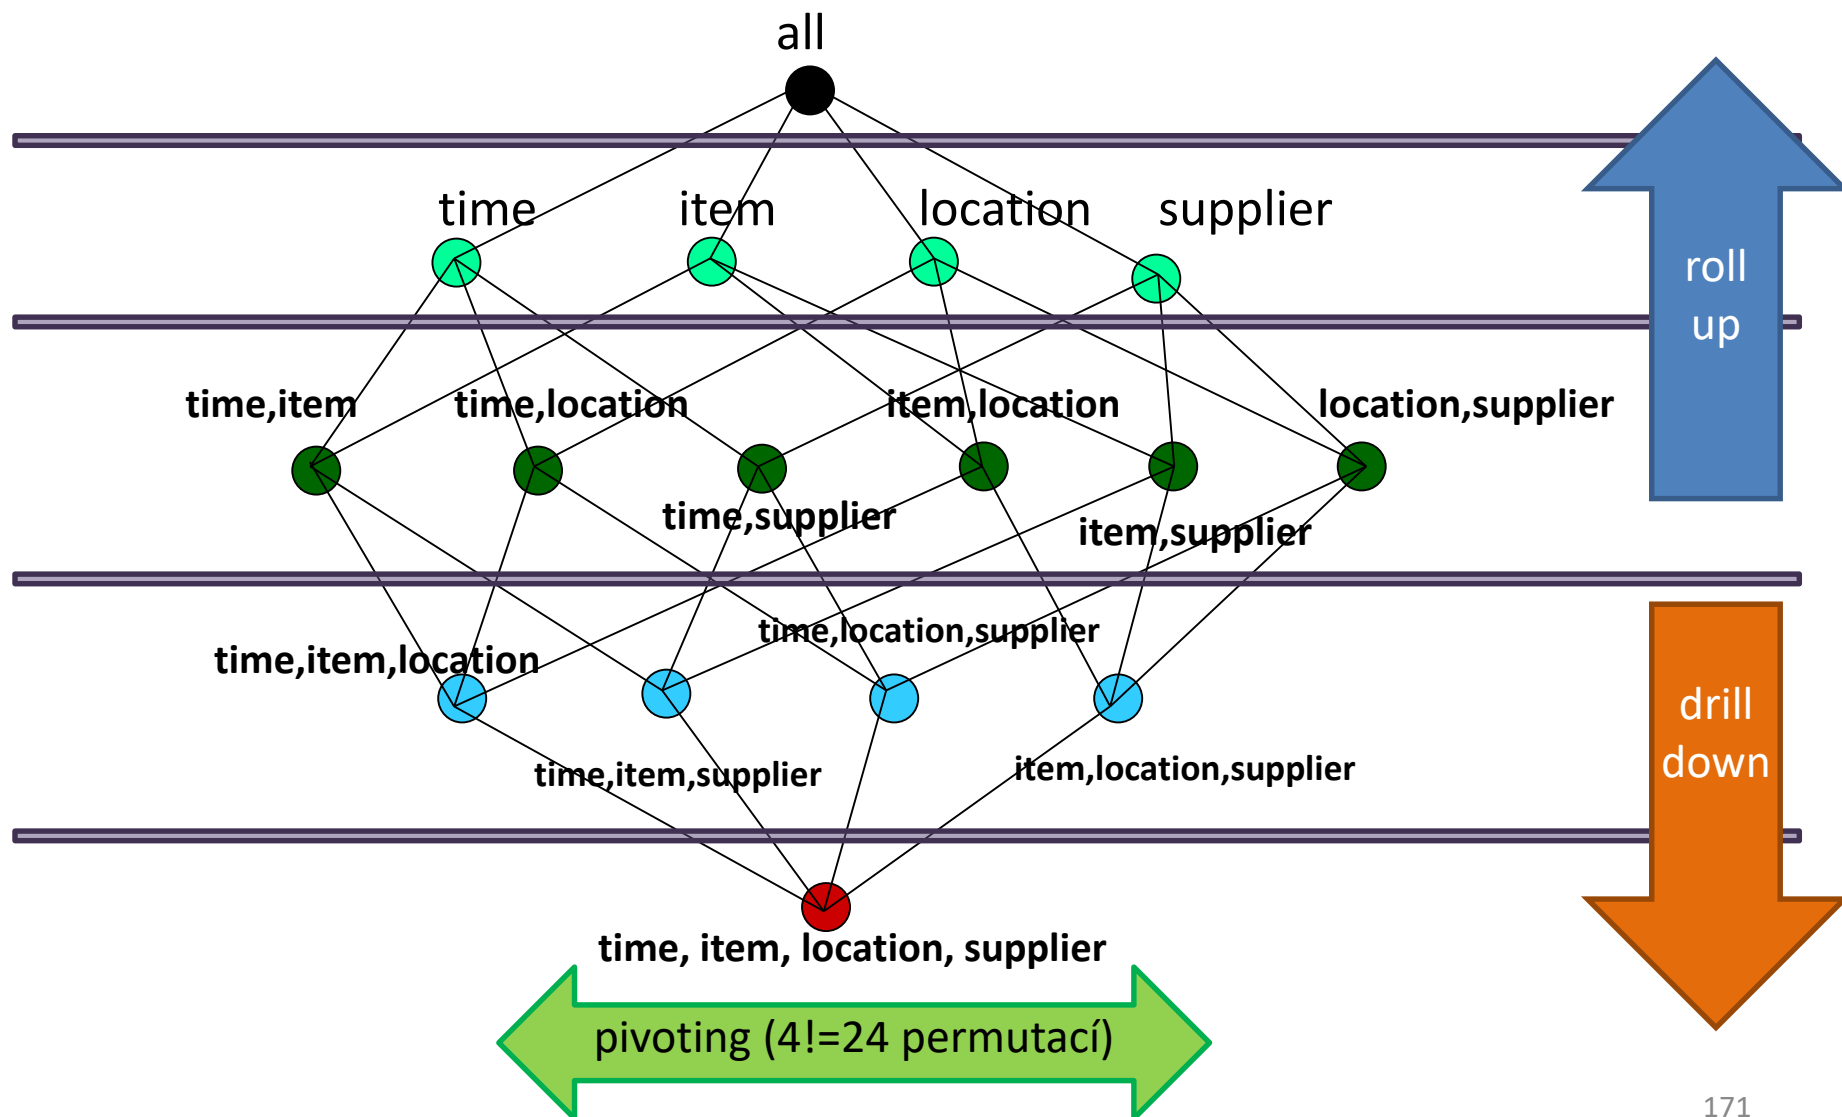 all
time
item
location
supplier
roll
up
time,item
time,location
item,location
location,supplier
time,supplier
item,supplier
time,location,supplier
time,item,location
drill
down
time,item,supplier
item,location,supplier
time, item, location, supplier
pivoting (4!=24 permutací)
171